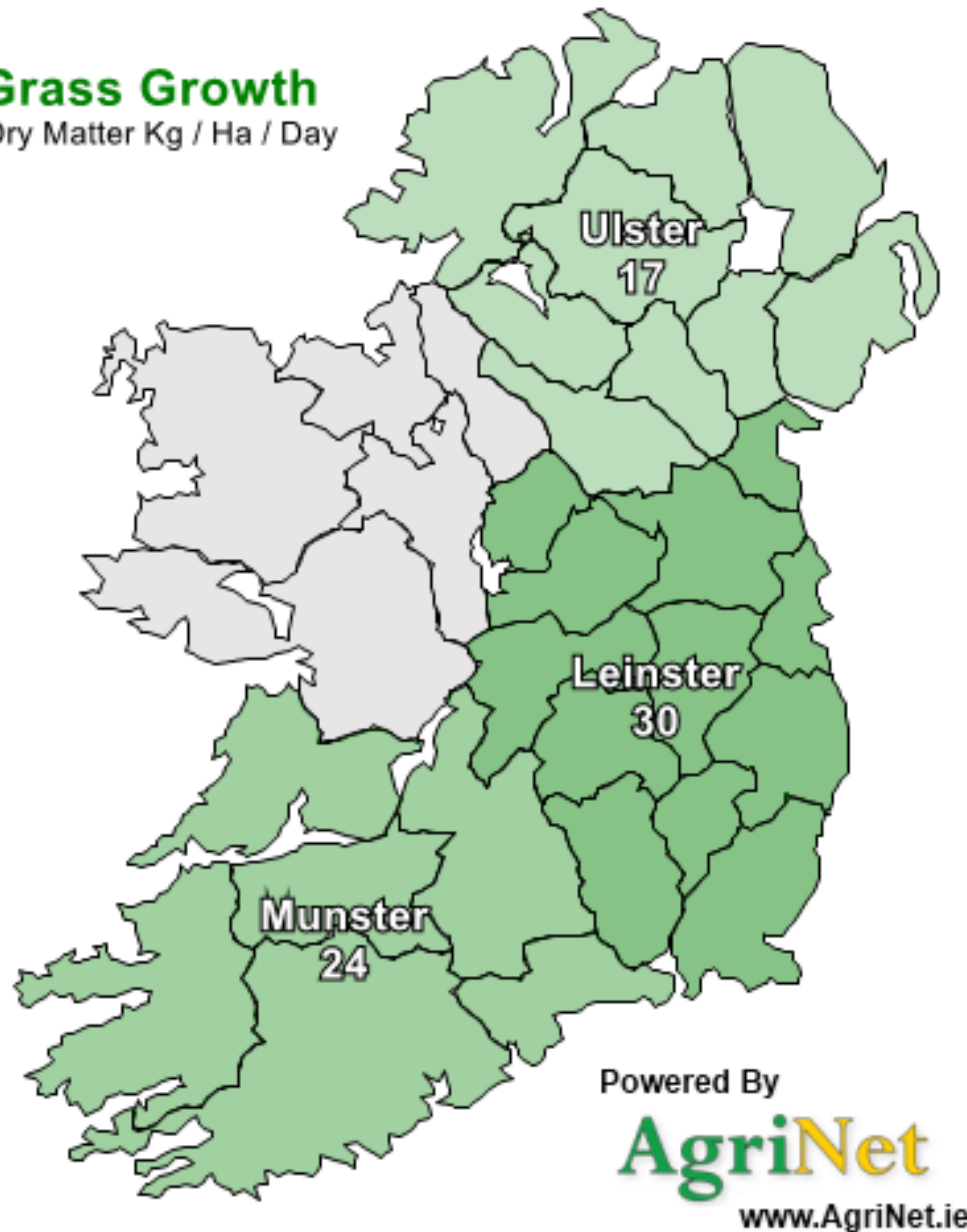 Grass Growth
Dry Matter Kg / Ha / Day
Ulster
17
Leinster
30
Munster
24
Powered By
AgriNet
www.AgriNet.ie